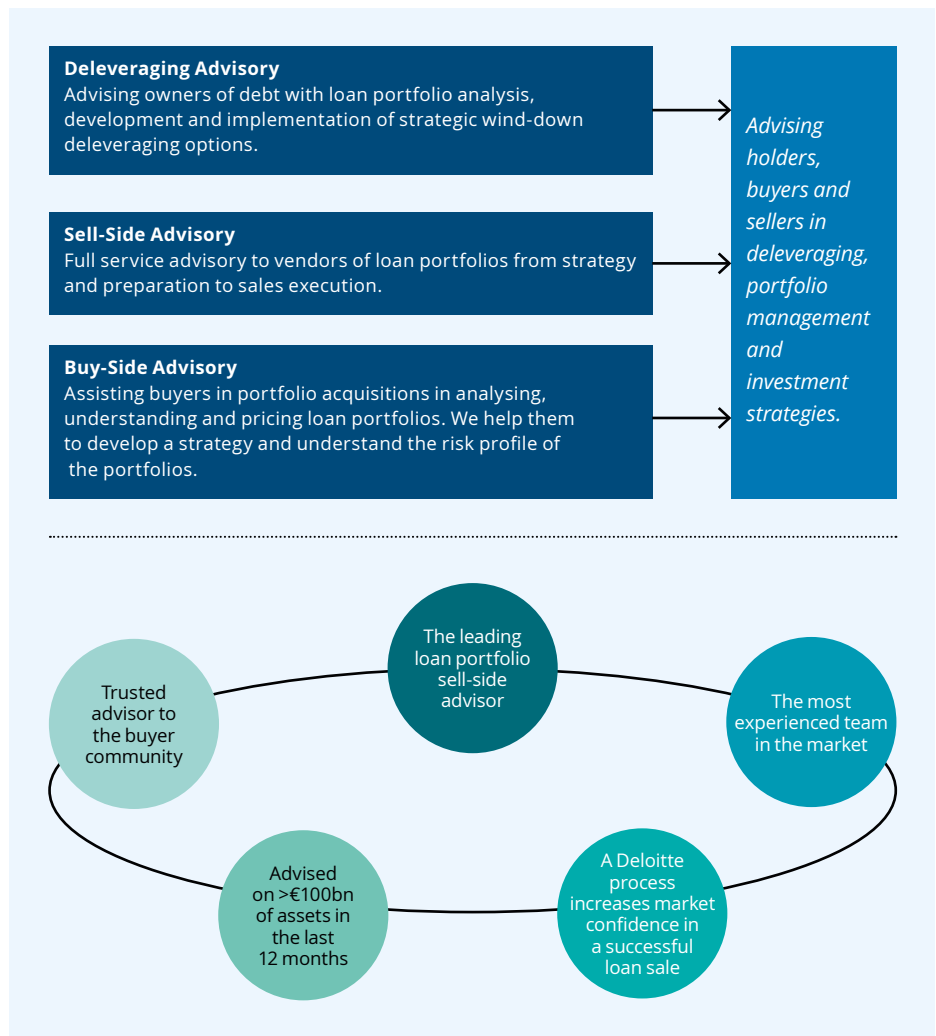 Deleveraging Advisory
Advising owners of debt with loan portfolio analysis,
development and implementation of strategic wind-down
deleveraging options.
Sell-Side Advisory
Full service advisory to vendors of loan portfolios from strategy
and preparation to sales execution.
Buy-Side Advisory
Assisting buyers in portfolio acquisitions in analysing,
understanding and pricing loan portfolios. We help them
to develop a strategy and understand the risk profile of
the portfolios.
Advising
holders,
buyers and
sellers in
deleveraging,
portfolio
management
and
investment
strategies.
The leading
loan portfolio
sell-side
advisor
Trusted
advisor to
the buyer
community
The most
experienced team
in the market
Advised
on >€100bn
of assets in
the last
12 months
A Deloitte
process
increases market
confidence in
a successful
loan sale